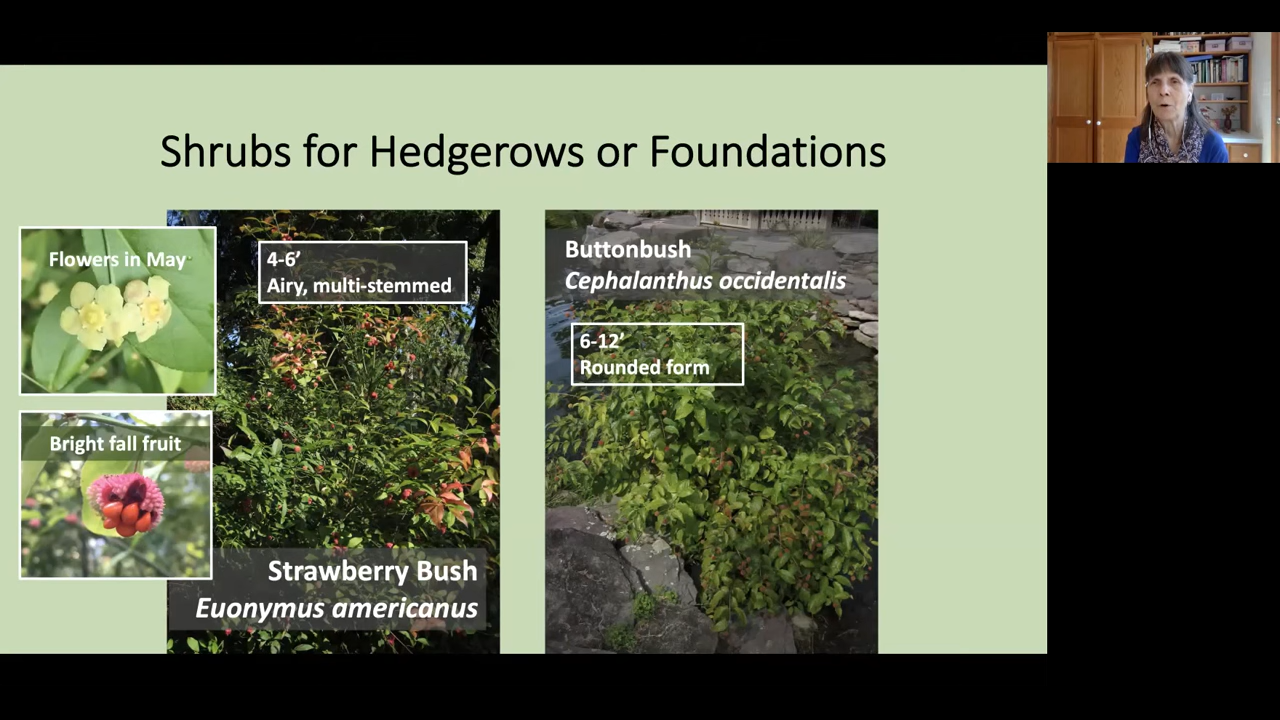 Shrubs for Hedgerows or Foundations
Flowers in May
4-6’
Airy, multi-stemmed
Bright fall fruit
Strawberry Bush
Euonymus americanus
Buttonbush
Cephalanthus occidentalis
6-12’
Rounded form